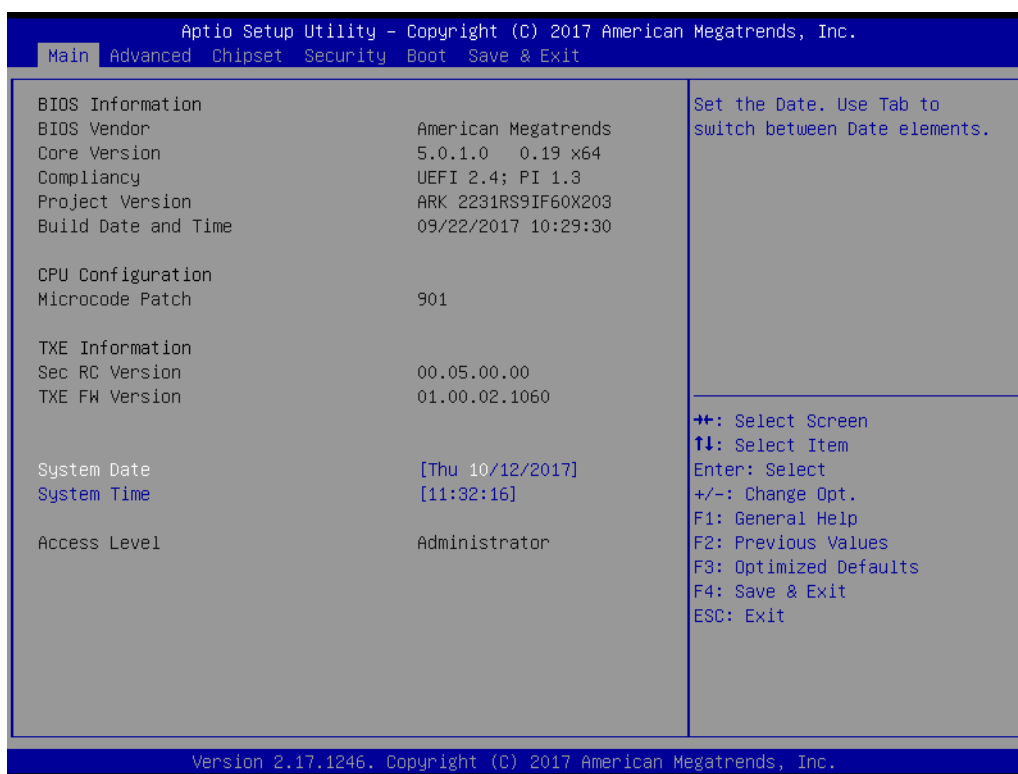 Aptio Setup Utility – Copyright (C) 2017 American Megatrends, Inc.
Main Advanced Chipset Security Boot Save & Exit
BIOS Information
BIOS Vendor American Megatrends
Core Version 5.0.1.0 0.19 x64
Compliancy UEFI 2.4; PI 1.3
Project Version ARK 2231RS9IF60X203
Build Date and Time 09/22/2017 10:29:30
CPU Configuration
Microcode Patch 901
TXE Information
Sec RC Version 00.05.00.00
TXE FW Version 01.00.02.1060
System Date [Thu 10/12/2017]
System Time [11:32:16]
Access Level Administrator
Set the Date. Use Tab to
switch between Date elements.
→←: Select Screen
↑↓: Select Item
Enter: Select
+/-: Change Opt.
F1: General Help
F2: Previous Values
F3: Optimized Defaults
F4: Save & Exit
ESC: Exit
Version 2.17.1246. Copyright (C) 2017 American Megatrends, Inc.